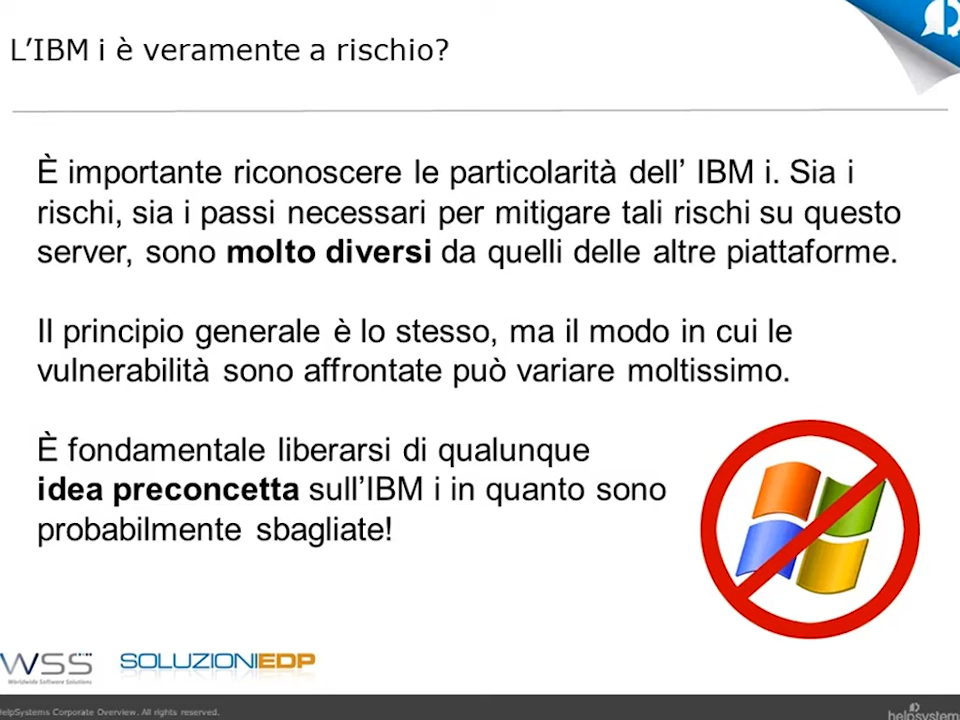 L’IBM i è veramente a rischio?
È importante riconoscere le particolarità dell’ IBM i. Sia i
rischi, sia i passi necessari per mitigare tali rischi su questo
server, sono molto diversi da quelli delle altre piattaforme.
Il principio generale è lo stesso, ma il modo in cui le
vulnerabilità sono affrontate può variare moltissimo.
È fondamentale liberarsi di qualunque
idea preconcetta sull’IBM i in quanto sono
probabilmente sbagliate!
WSS
Worldwide Software Solutions
SOLUZIONIEDP
HelpSystems Corporate Overview. All rights reserved.
helpsystems